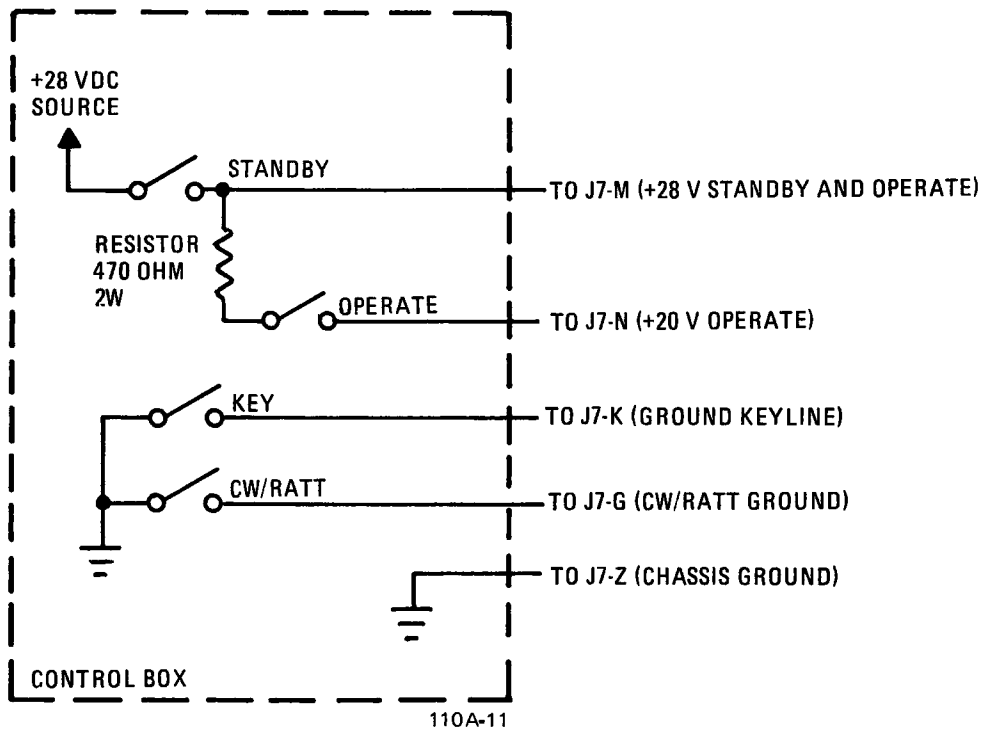 +28 VDC
SOURCE
STANDBY
TO J7-M (+28 V STANDBY AND OPERATE)
RESISTOR
470 OHM
2W
OPERATE
TO J7-N (+20 V OPERATE)
KEY
TO J7-K (GROUND KEYLINE)
CW/RATT
TO J7-G (CW/RATT GROUND)
TO J7-Z (CHASSIS GROUND)
CONTROL BOX
110A-11